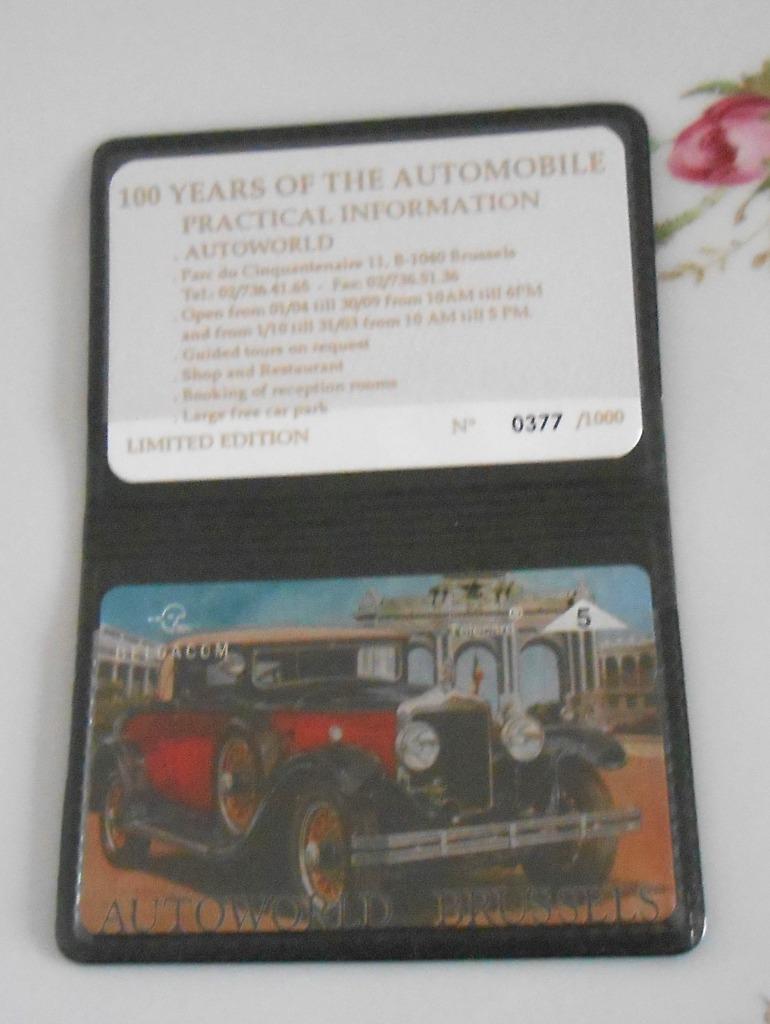 100 YEARS OF THE AUTOMOBILE
PRACTICAL INFORMATION
. AUTOWORLD
. Parc du Cinquantenaire 11, B-1040 Brussels
Tel.: 02/736.41.65 - Fax: 02/736.51.36
. Open from 01/04 till 30/09 from 10 AM till 6PM
and from 1/10 till 31/03 from 10 AM till 5 PM.
. Guided tours on request
. Shop and Restaurant
. Booking of reception rooms
. Large free car park
LIMITED EDITION N° 0377 /1000
5
Telecard
BELGACOM
AUTOWORLD BRUSSELS